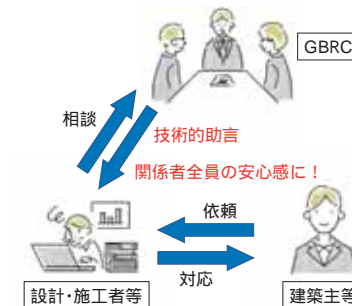 GBRC
相談
技術的助言
関係者全員の安心感に！
依頼
対応
設計・施工者等
建築主等